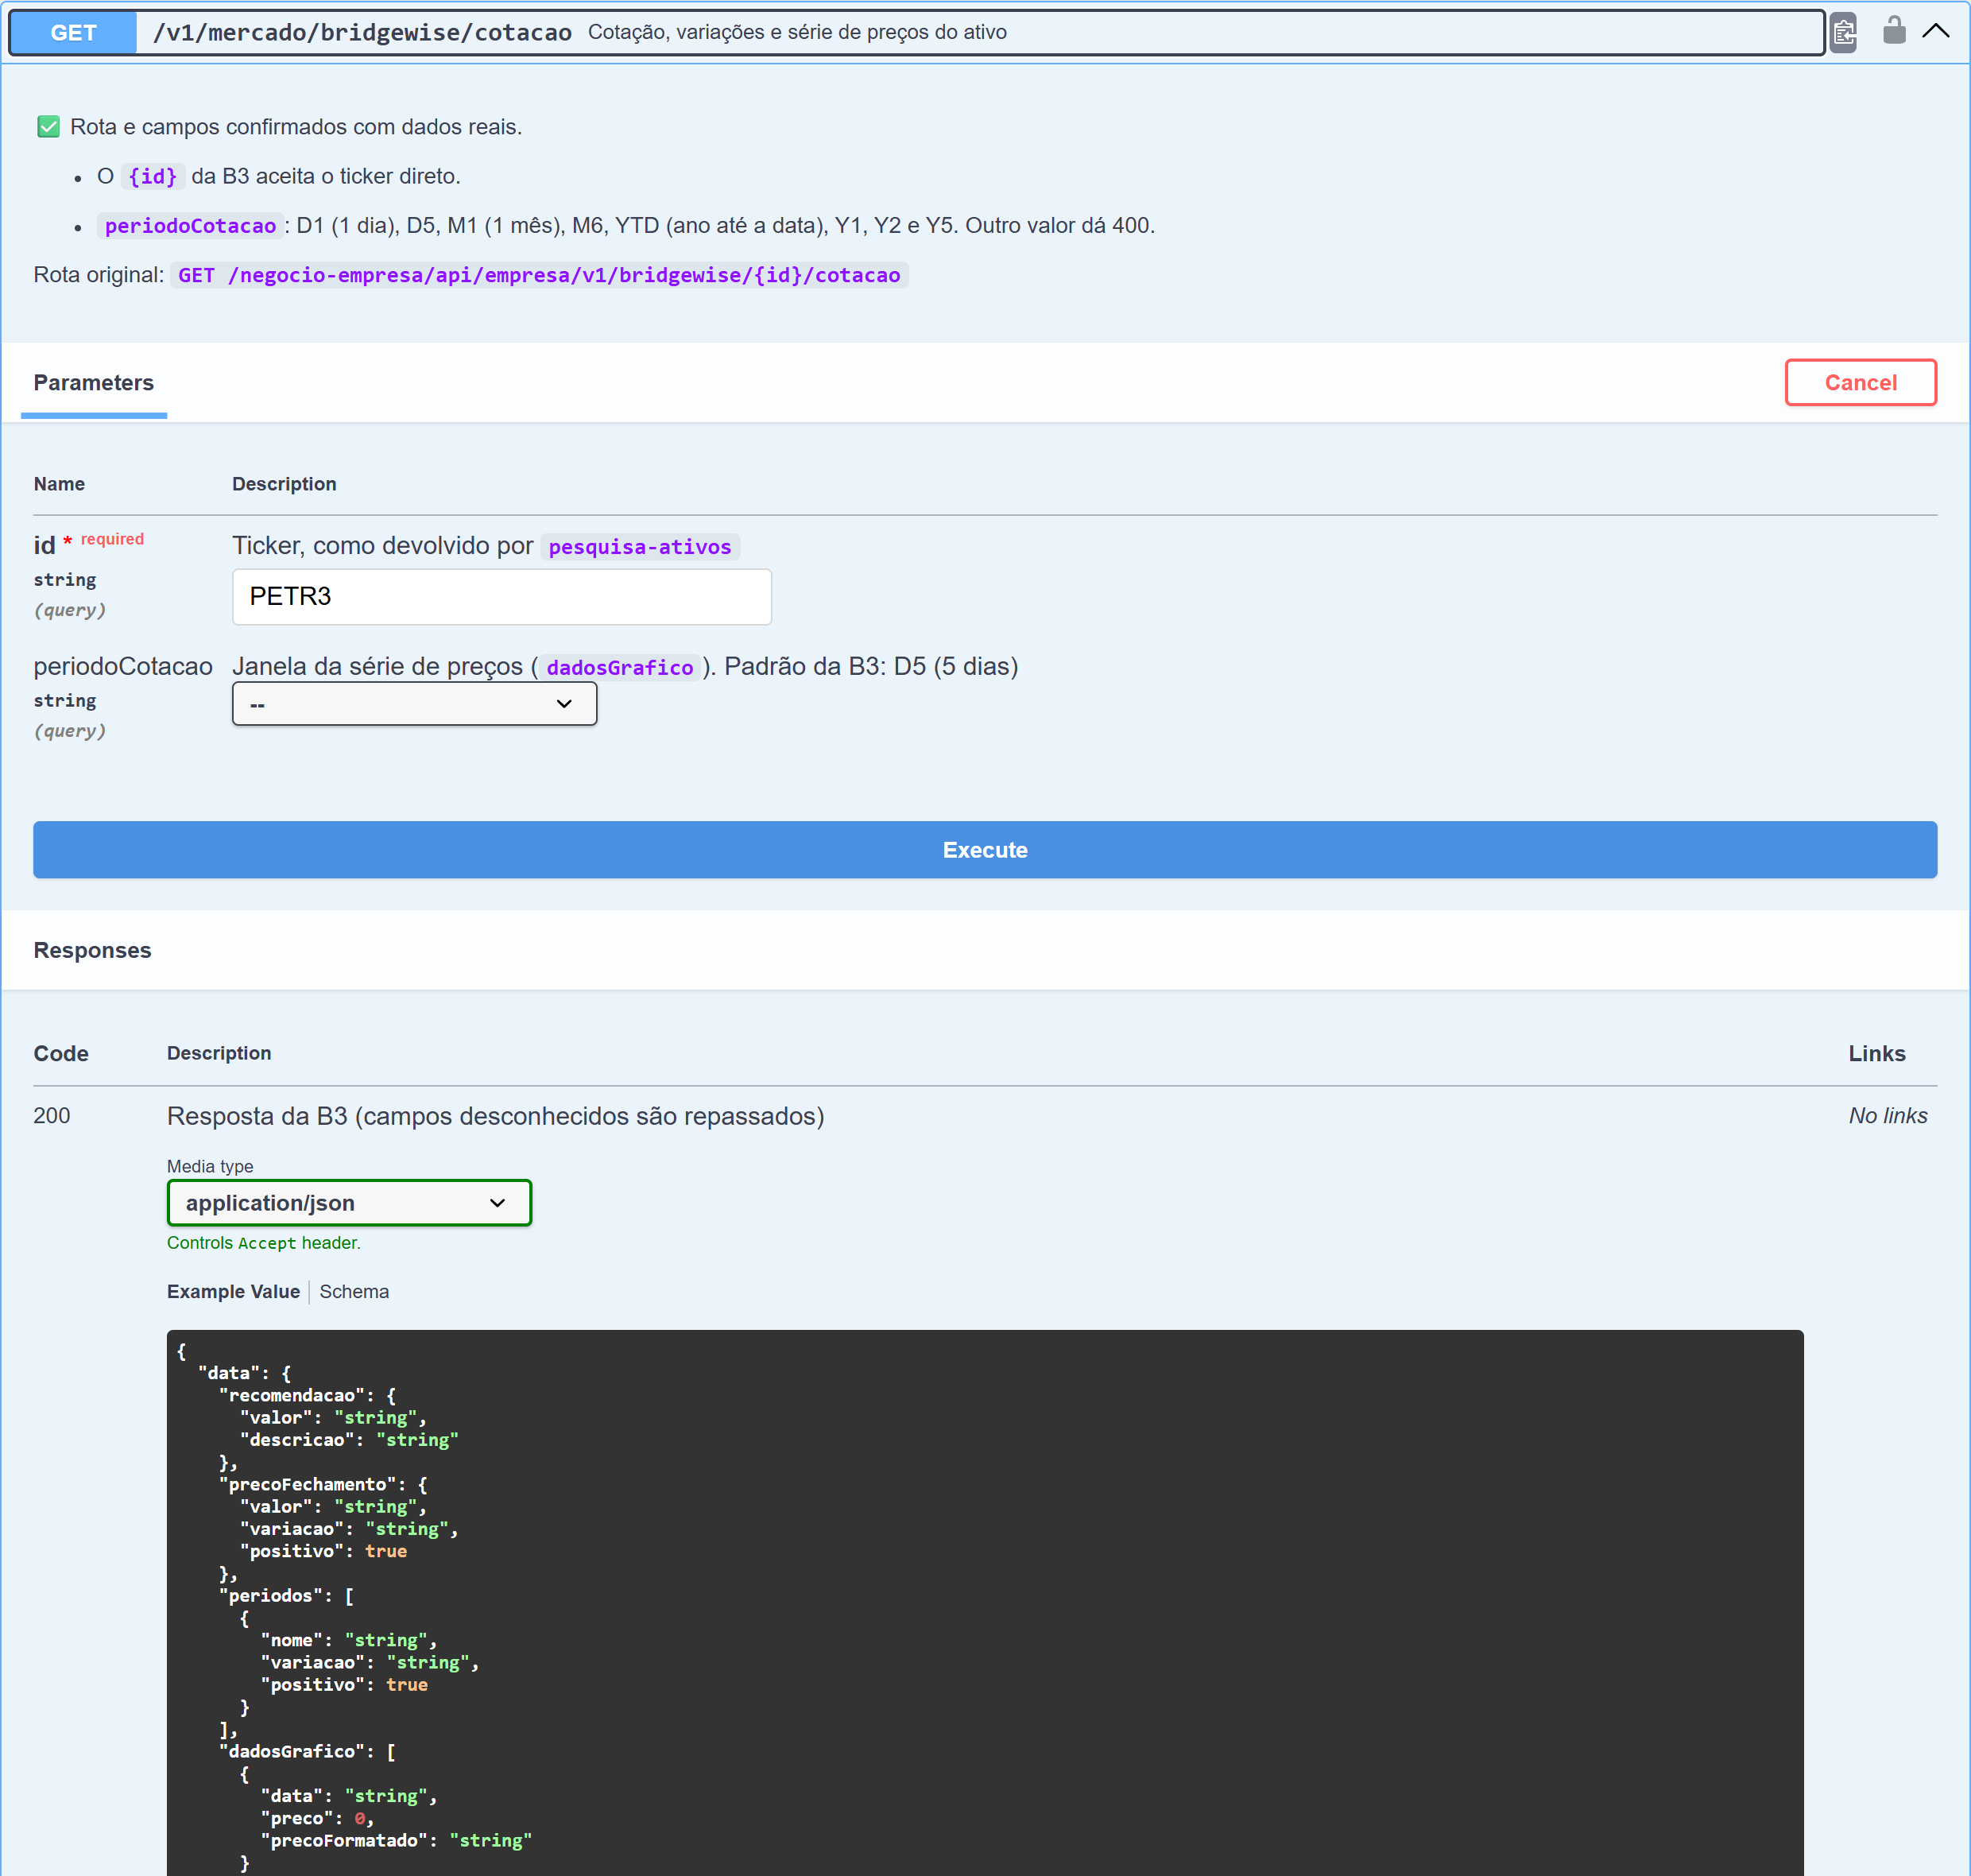 GET /v1/mercado/bridgewise/cotacao Cotação, variações e série de preços do ativo
✅ Rota e campos confirmados com dados reais.
• O {id} da B3 aceita o ticker direto.
• periodoCotacao: D1 (1 dia), D5, M1 (1 mês), M6, YTD (ano até a data), Y1, Y2 e Y5. Outro valor dá 400.
Rota original: GET /negocio-empresa/api/empresa/v1/bridgewise/{id}/cotacao
Parameters
Cancel
Name Description
id * required
string
(query)
Ticker, como devolvido por pesquisa-ativos
PETR3
periodoCotacao
string
(query)
Janela da série de preços (dadosGrafico). Padrão da B3: D5 (5 dias)
--
Execute
Responses
Code Description Links
200 Resposta da B3 (campos desconhecidos são repassados) No links
Media type
application/json
Controls Accept header.
Example Value Schema
{
  "data": {
    "recomendacao": {
      "valor": "string",
      "descricao": "string"
    },
    "precoFechamento": {
      "valor": "string",
      "variacao": "string",
      "positivo": true
    },
    "periodos": [
      {
        "nome": "string",
        "variacao": "string",
        "positivo": true
      }
    ],
    "dadosGrafico": [
      {
        "data": "string",
        "preco": 0,
        "precoFormatado": "string"
      }